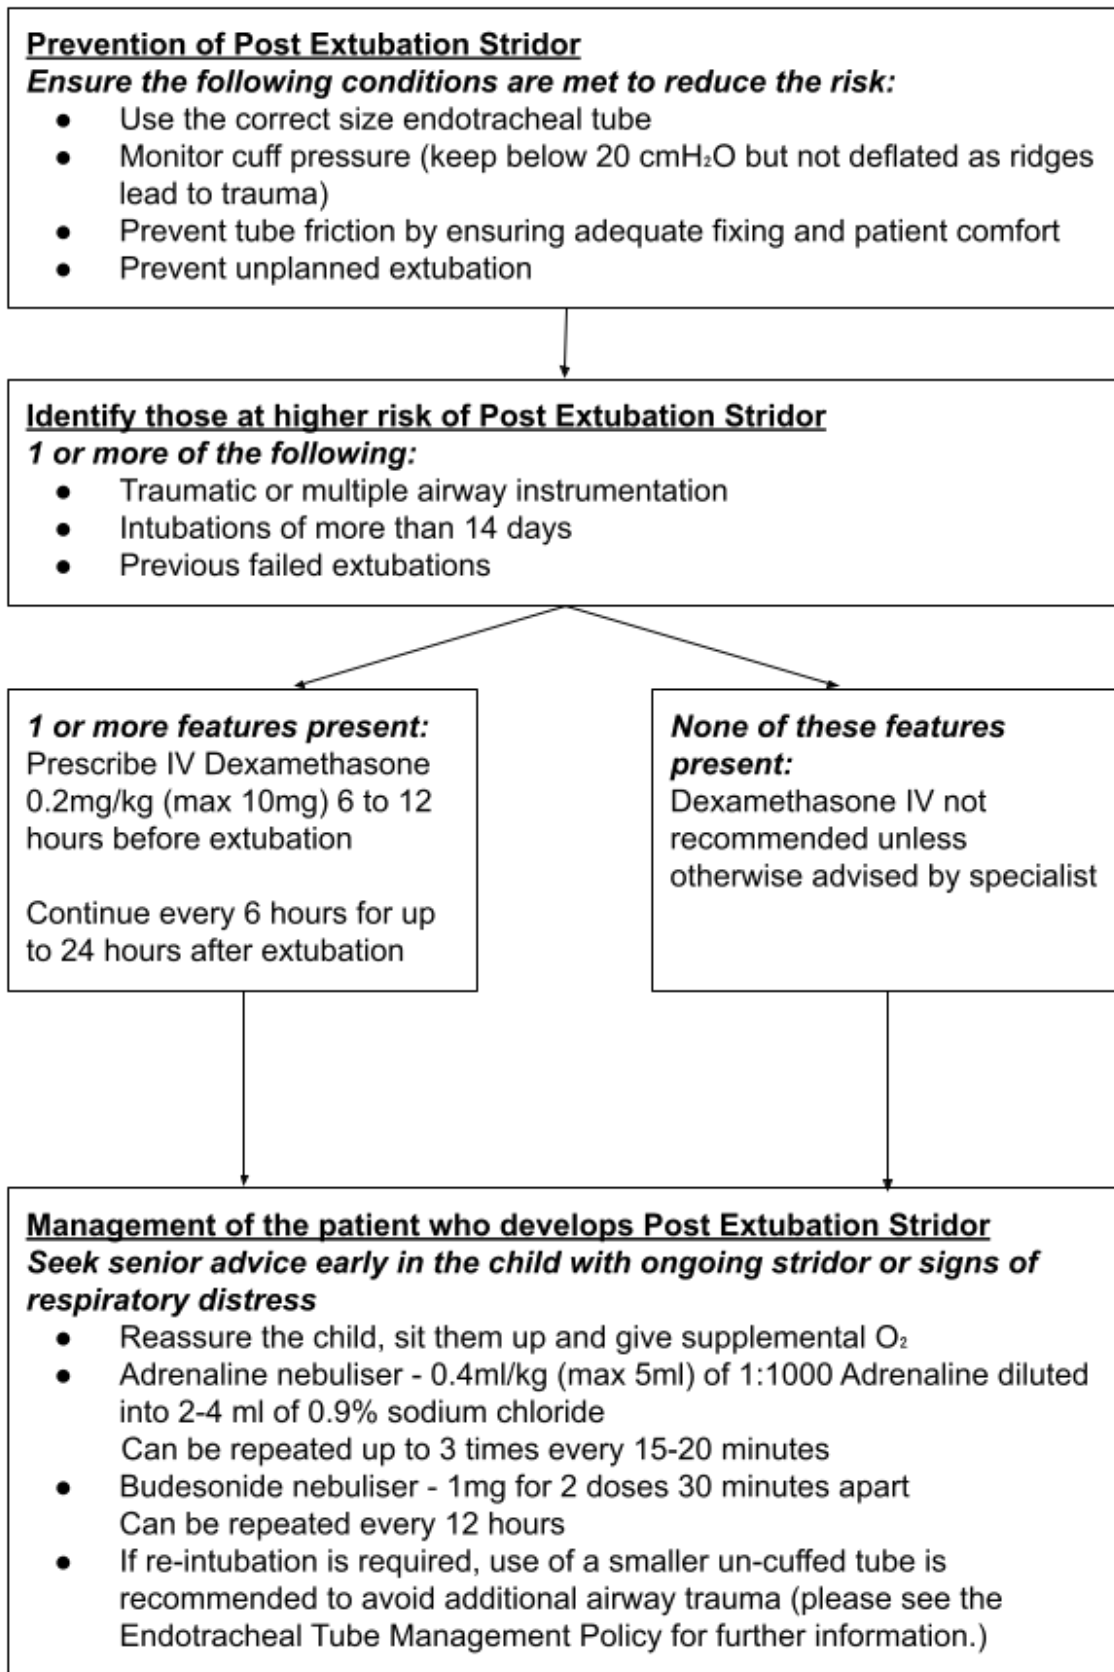 Prevention of Post Extubation Stridor
Ensure the following conditions are met to reduce the risk:
● Use the correct size endotracheal tube
● Monitor cuff pressure (keep below 20 cmH₂O but not deflated as ridges
lead to trauma)
● Prevent tube friction by ensuring adequate fixing and patient comfort
● Prevent unplanned extubation
Identify those at higher risk of Post Extubation Stridor
1 or more of the following:
● Traumatic or multiple airway instrumentation
● Intubations of more than 14 days
● Previous failed extubations
1 or more features present:
Prescribe IV Dexamethasone
0.2mg/kg (max 10mg) 6 to 12
hours before extubation
Continue every 6 hours for up
to 24 hours after extubation
None of these features
present:
Dexamethasone IV not
recommended unless
otherwise advised by specialist
Management of the patient who develops Post Extubation Stridor
Seek senior advice early in the child with ongoing stridor or signs of
respiratory distress
● Reassure the child, sit them up and give supplemental O₂
● Adrenaline nebuliser - 0.4ml/kg (max 5ml) of 1:1000 Adrenaline diluted
into 2-4 ml of 0.9% sodium chloride
Can be repeated up to 3 times every 15-20 minutes
● Budesonide nebuliser - 1mg for 2 doses 30 minutes apart
Can be repeated every 12 hours
● If re-intubation is required, use of a smaller un-cuffed tube is
recommended to avoid additional airway trauma (please see the
Endotracheal Tube Management Policy for further information.)